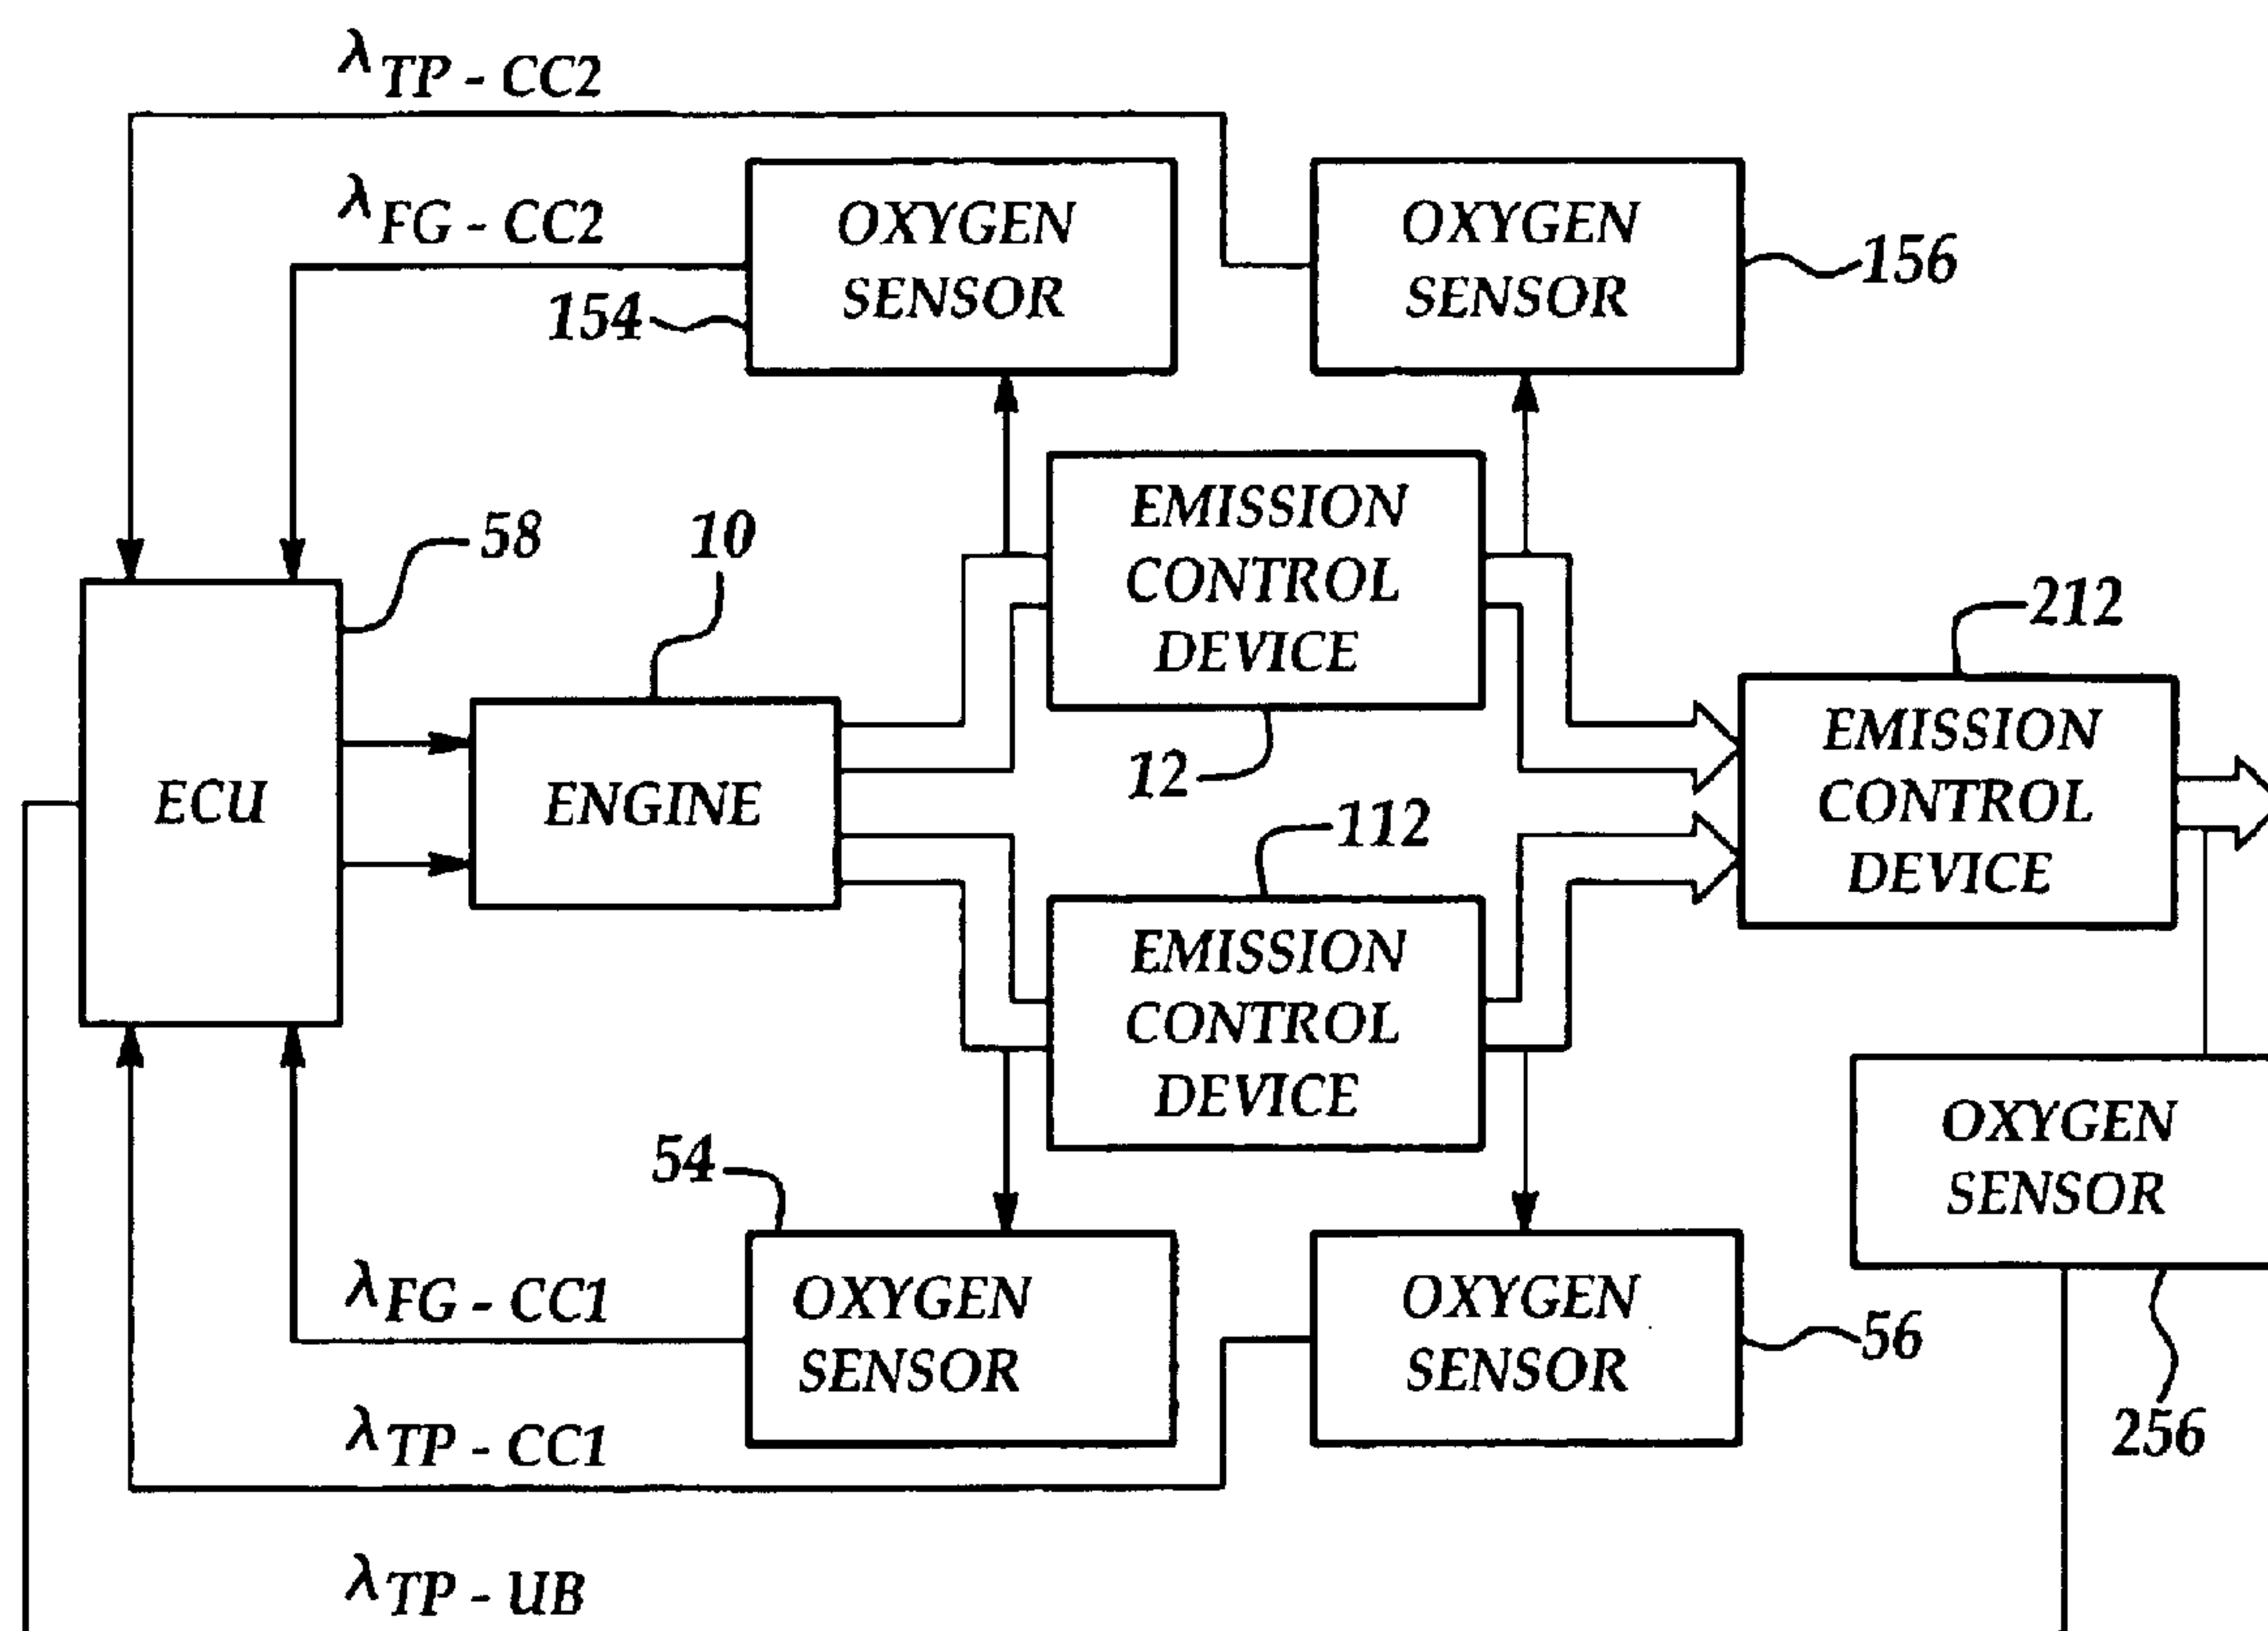 λTP - CC2
λFG - CC2
OXYGEN
SENSOR
154
OXYGEN
SENSOR
156
58
10
EMISSION
CONTROL
DEVICE
12
212
ECU
ENGINE
EMISSION
CONTROL
DEVICE
112
EMISSION
CONTROL
DEVICE
54
OXYGEN
SENSOR
256
λFG - CC1
OXYGEN
SENSOR
OXYGEN
SENSOR
56
λTP - CC1
λTP - UB